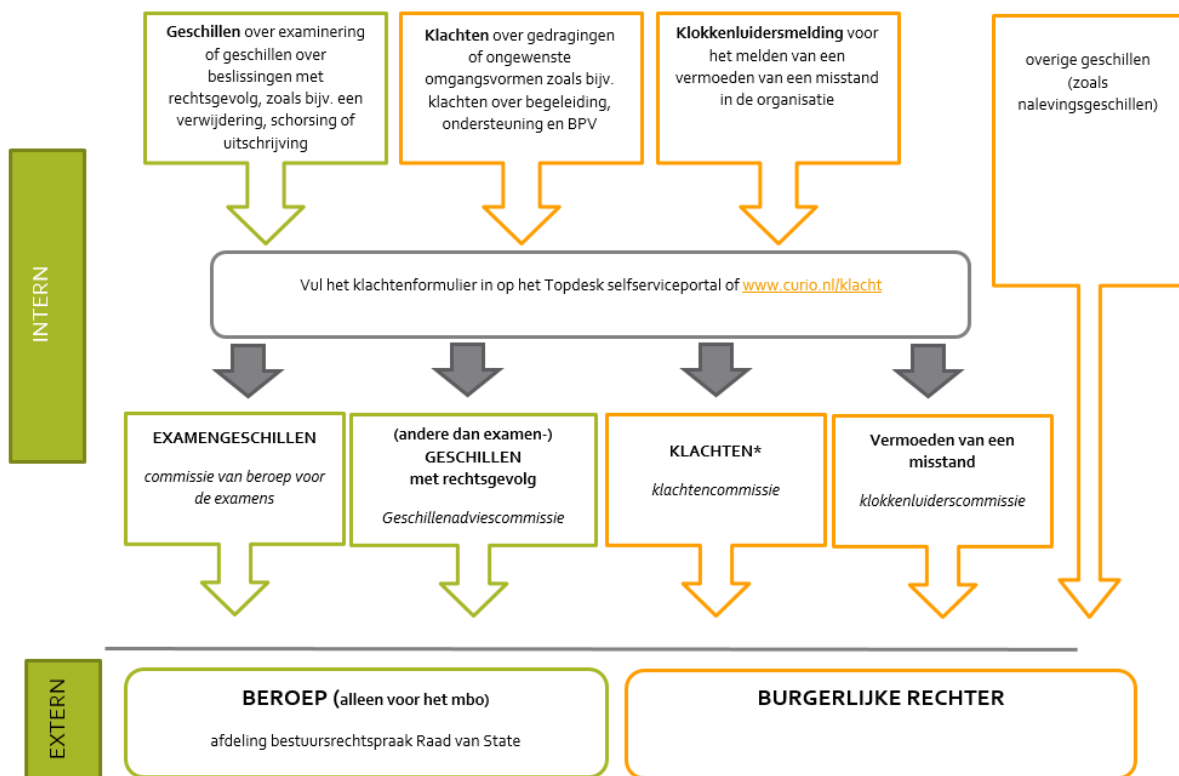 Geschillen over examinering
of geschillen over
beslissingen met
rechtsgevolg, zoals bijv. een
verwijdering, schorsing of
uitschrijving
Klachten over gedragingen
of ongewenste
omgangsvormen zoals bijv.
klachten over begeleiding,
ondersteuning en BPV
Klokkenluidersmelding voor
het melden van een
vermoeden van een misstand
in de organisatie
overige geschillen
(zoals
nalevingsgeschillen)
INTERN
Vul het klachtenformulier in op het Topdesk selfserviceportal of www.curio.nl/klacht
EXAMENGESCHILLEN
commissie van beroep voor
de examens
(andere dan examen-)
GESCHILLEN
met rechtsgevolg
Geschillenadviescommissie
KLACHTEN*
klachtencommissie
Vermoeden van een
misstand
klokkenluiderscommissie
EXTERN
BEROEP (alleen voor het mbo)
afdeling bestuursrechtspraak Raad van State
BURGERLIJKE RECHTER